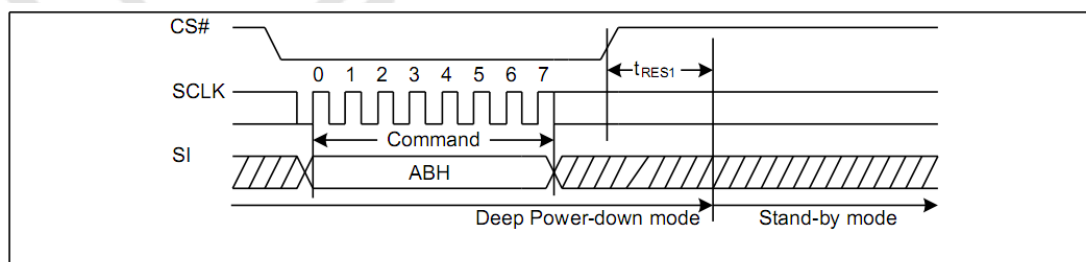 CS#
tRES1
0 1 2 3 4 5 6 7
SCLK
Command
SI
ABH
Deep Power-down mode
Stand-by mode